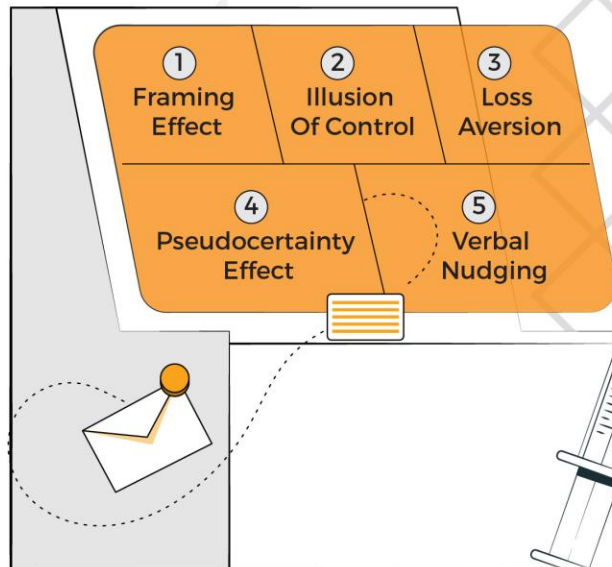 1
Framing
Effect
2
Illusion
Of Control
3
Loss
Aversion
4
Pseudocertainty
Effect
5
Verbal
Nudging